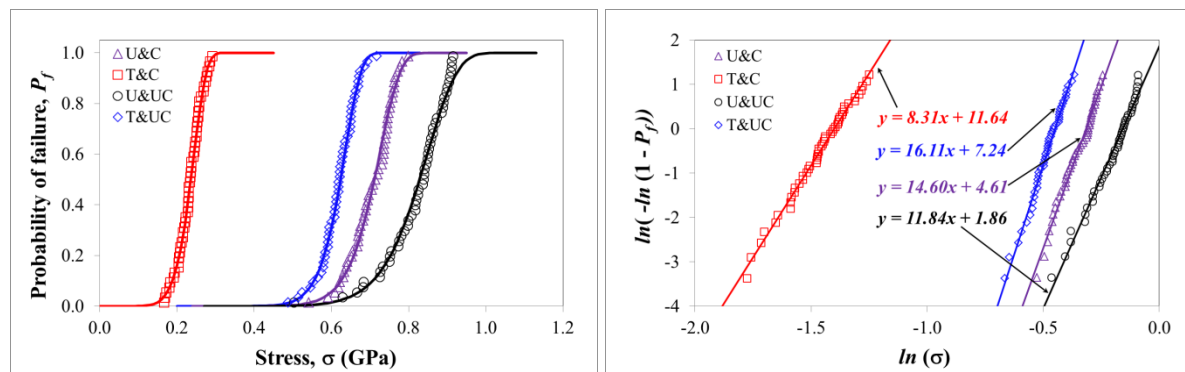 1.0
0.8
0.6
0.4
0.2
0.0
Probability of failure, P_f
U&C
T&C
U&UC
T&UC
0.0 0.2 0.4 0.6 0.8 1.0 1.2
Stress, σ (GPa)
2
1
0
-1
-2
-3
-4
ln( -ln (1 - P_f))
U&C
T&C
U&UC
T&UC
y = 8.31x + 11.64
y = 16.11x + 7.24
y = 14.60x + 4.61
y = 11.84x + 1.86
-2.0 -1.5 -1.0 -0.5 0.0
ln (σ)